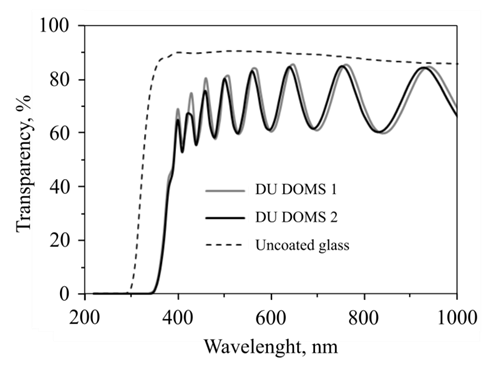 Transparency, %
100
80
60
40
20
0
DU DOMS 1
DU DOMS 2
Uncoated glass
200
400
600
800
1000
Wavelenght, nm